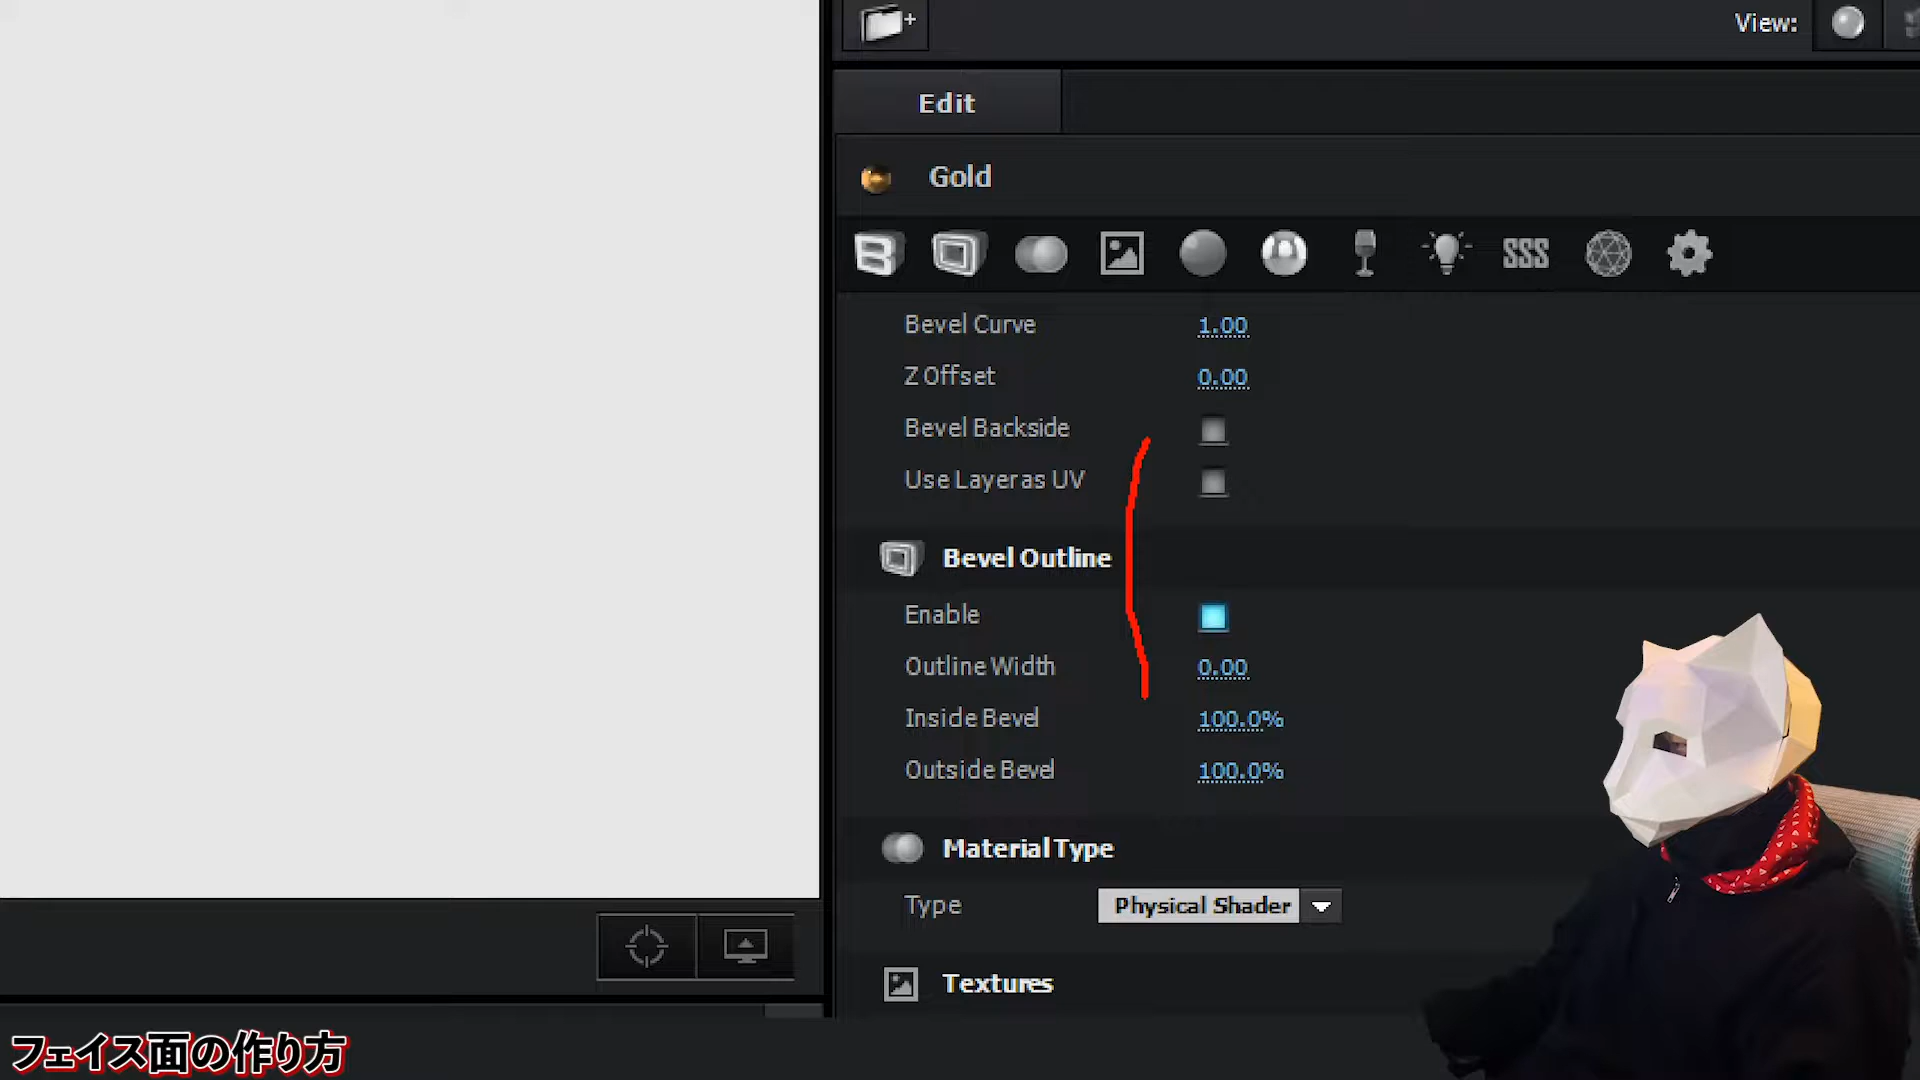 View:
Edit
Gold
SSS
Bevel Curve 1.00
Z Offset 0.00
Bevel Backside
Use Layer as UV
Bevel Outline
Enable
Outline Width 0.00
Inside Bevel 100.0%
Outside Bevel 100.0%
Material Type
Type Physical Shader
Textures
フェイス面の作り方